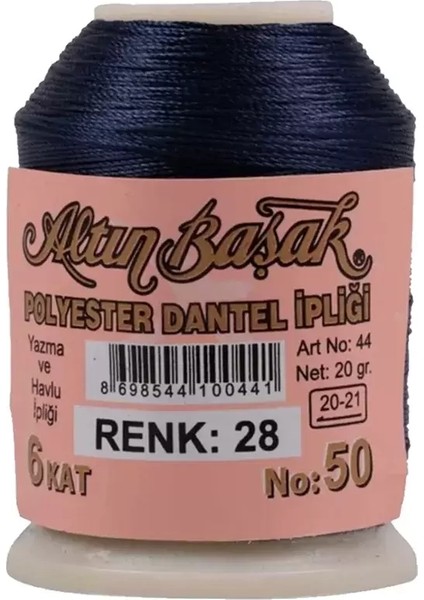 Altın Başak®
POLYESTER DANTEL İPLİĞİ
Yazma
ve
Havlu
İpliği
8 698544 100441
Art No: 44
Net: 20 gr.
20-21
RENK: 28
6 KAT
No: 50